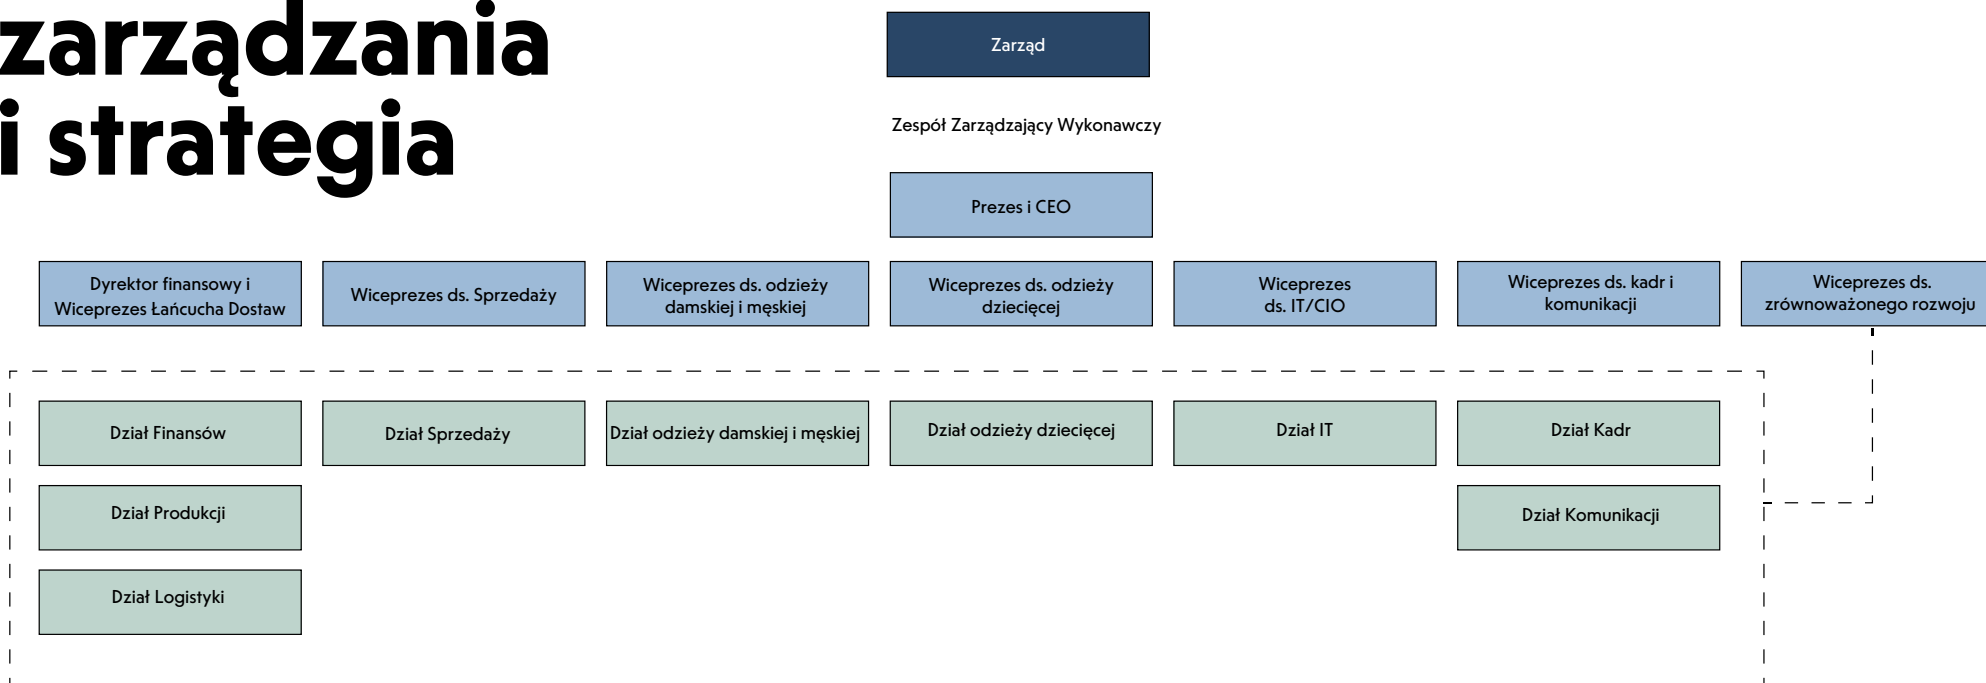 zarządzania
i strategia
Zarząd
Zespół Zarządzający Wykonawczy
Prezes i CEO
Dyrektor finansowy i
Wiceprezes Łańcucha Dostaw
Wiceprezes ds. Sprzedaży
Wiceprezes ds. odzieży
damskiej i męskiej
Wiceprezes ds. odzieży
dziecięcej
Wiceprezes
ds. IT/CIO
Wiceprezes ds. kadr i
komunikacji
Wiceprezes ds.
zrównoważonego rozwoju
Dział Finansów
Dział Sprzedaży
Dział odzieży damskiej i męskiej
Dział odzieży dziecięcej
Dział IT
Dział Kadr
Dział Produkcji
Dział Komunikacji
Dział Logistyki